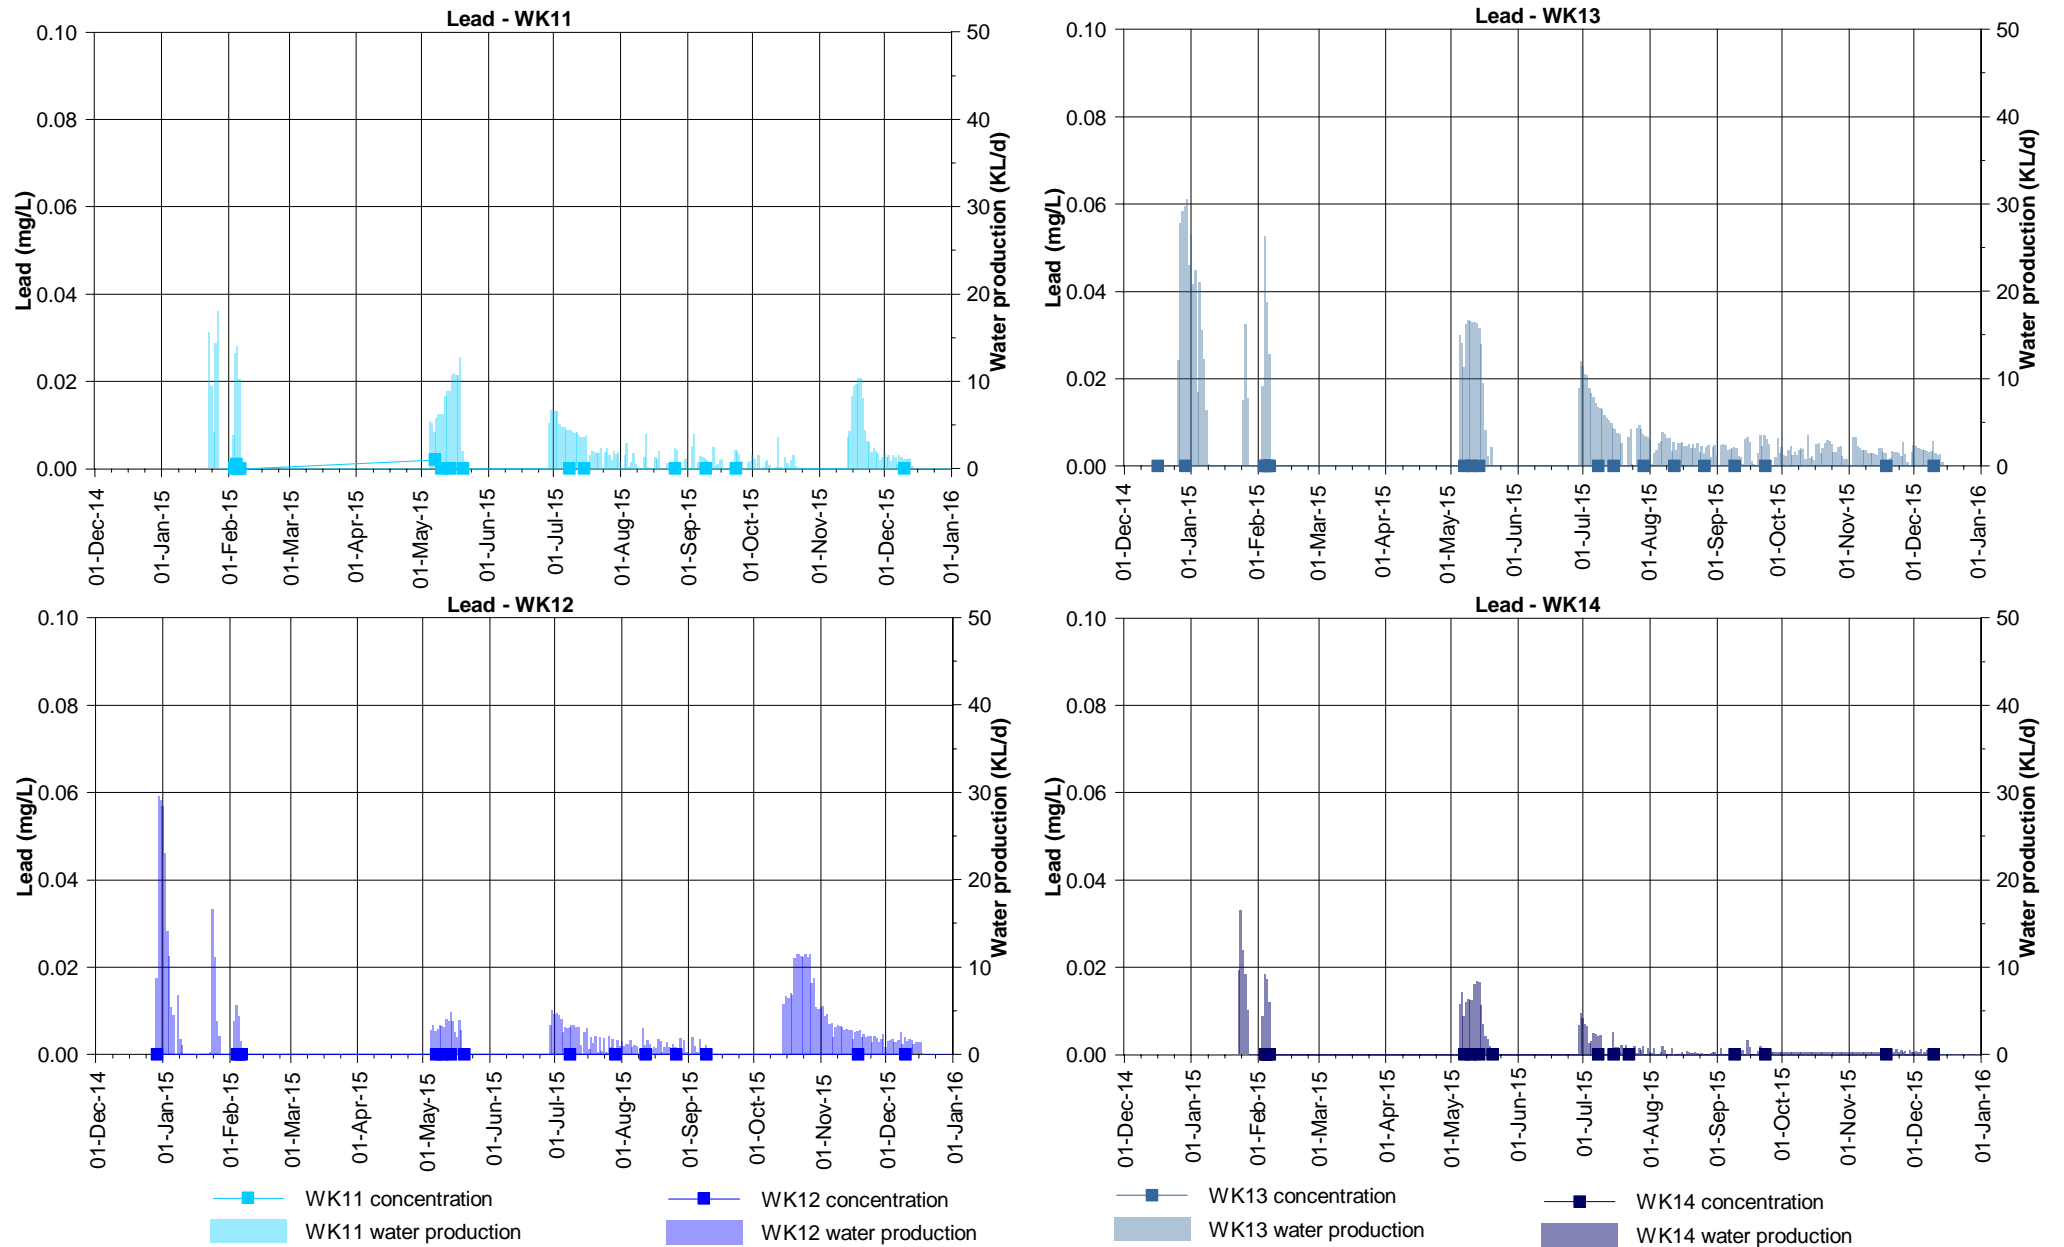 Lead - WK11
Lead (mg/L)
0.10
0.08
0.06
0.04
0.02
0.00
Water production (KL/d)
50
40
30
20
10
0
01-Dec-14
01-Jan-15
01-Feb-15
01-Mar-15
01-Apr-15
01-May-15
01-Jun-15
01-Jul-15
01-Aug-15
01-Sep-15
01-Oct-15
01-Nov-15
01-Dec-15
01-Jan-16
Lead - WK13
Lead (mg/L)
0.10
0.08
0.06
0.04
0.02
0.00
Water production (KL/d)
50
40
30
20
10
0
01-Dec-14
01-Jan-15
01-Feb-15
01-Mar-15
01-Apr-15
01-May-15
01-Jun-15
01-Jul-15
01-Aug-15
01-Sep-15
01-Oct-15
01-Nov-15
01-Dec-15
01-Jan-16
Lead - WK12
Lead (mg/L)
0.10
0.08
0.06
0.04
0.02
0.00
Water production (KL/d)
50
40
30
20
10
0
01-Dec-14
01-Jan-15
01-Feb-15
01-Mar-15
01-Apr-15
01-May-15
01-Jun-15
01-Jul-15
01-Aug-15
01-Sep-15
01-Oct-15
01-Nov-15
01-Dec-15
01-Jan-16
Lead - WK14
Lead (mg/L)
0.10
0.08
0.06
0.04
0.02
0.00
Water production (KL/d)
50
40
30
20
10
0
01-Dec-14
01-Jan-15
01-Feb-15
01-Mar-15
01-Apr-15
01-May-15
01-Jun-15
01-Jul-15
01-Aug-15
01-Sep-15
01-Oct-15
01-Nov-15
01-Dec-15
01-Jan-16
WK11 concentration
WK11 water production
WK12 concentration
WK12 water production
WK13 concentration
WK13 water production
WK14 concentration
WK14 water production